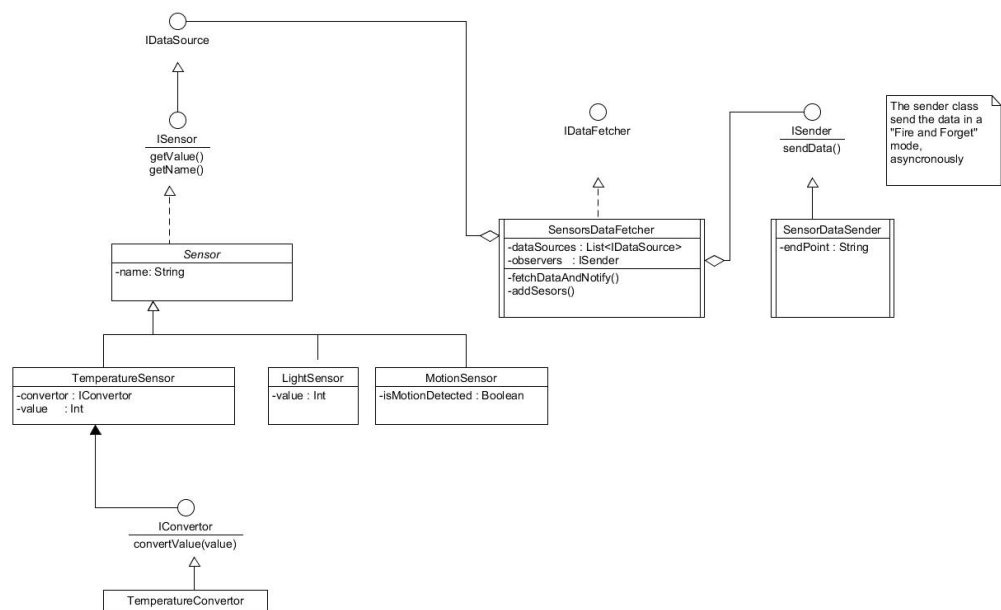 IDataSource
ISensor
getValue()
getName()
IDataFetcher
ISender
sendData()
The sender class
send the data in a
"Fire and Forget"
mode,
asyncronously
Sensor
-name: String
SensorsDataFetcher
-dataSources : List<IDataSource>
-observers : ISender
-fetchDataAndNotify()
-addSesors()
SensorDataSender
-endPoint : String
TemperatureSensor
-convertor : IConvertor
-value : Int
LightSensor
-value : Int
MotionSensor
-isMotionDetected : Boolean
IConvertor
convertValue(value)
TemperatureConvertor